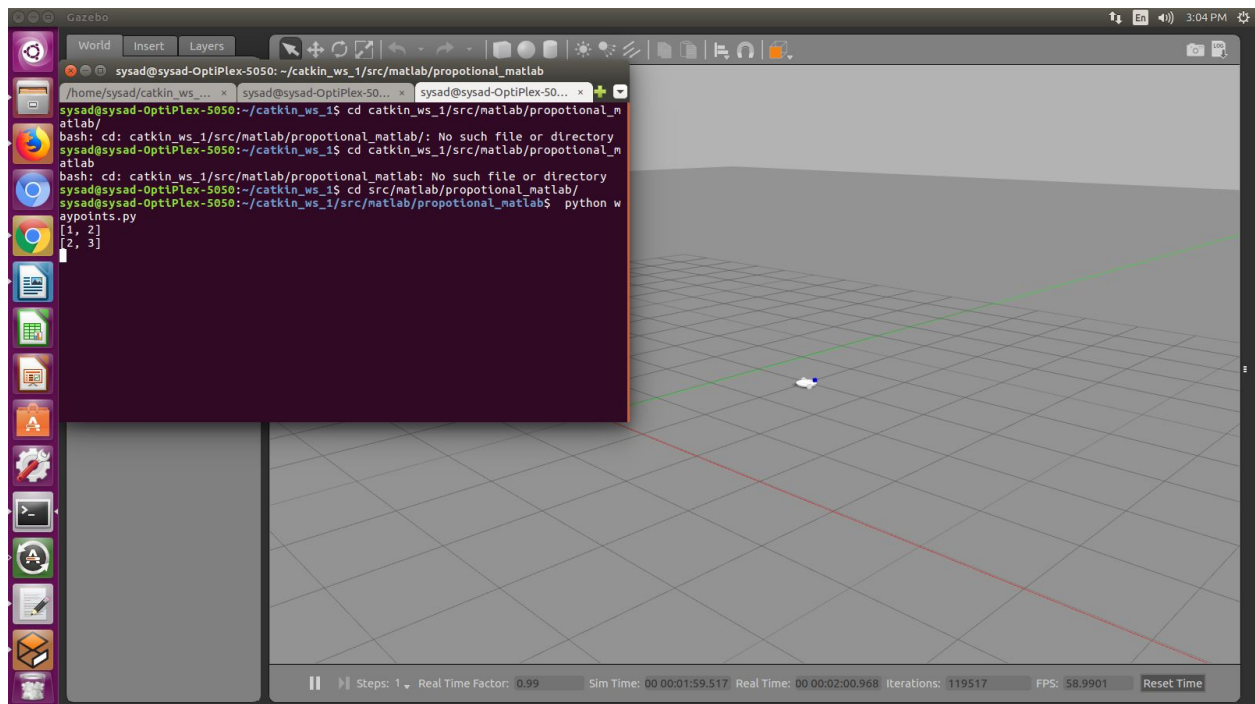 Gazebo
En
3:04 PM
World Insert Layers
sysad@sysad-OptiPlex-5050: ~/catkin_ws_1/src/matlab/propotional_matlab
/home/sysad/catkin_ws_... × sysad@sysad-OptiPlex-50... × sysad@sysad-OptiPlex-50... ×
sysad@sysad-OptiPlex-5050:~/catkin_ws_1$ cd catkin_ws_1/src/matlab/propotional_m
atlab/
bash: cd: catkin_ws_1/src/matlab/propotional_matlab/: No such file or directory
sysad@sysad-OptiPlex-5050:~/catkin_ws_1$ cd catkin_ws_1/src/matlab/propotional_m
atlab
bash: cd: catkin_ws_1/src/matlab/propotional_matlab: No such file or directory
sysad@sysad-OptiPlex-5050:~/catkin_ws_1$ cd src/matlab/propotional_matlab/
sysad@sysad-OptiPlex-5050:~/catkin_ws_1/src/matlab/propotional_matlab$  python w
aypoints.py
[1, 2]
[2, 3]
Steps: 1 Real Time Factor: 0.99 Sim Time: 00 00:01:59.517 Real Time: 00 00:02:00.968 Iterations: 119517 FPS: 58.9901 Reset Time